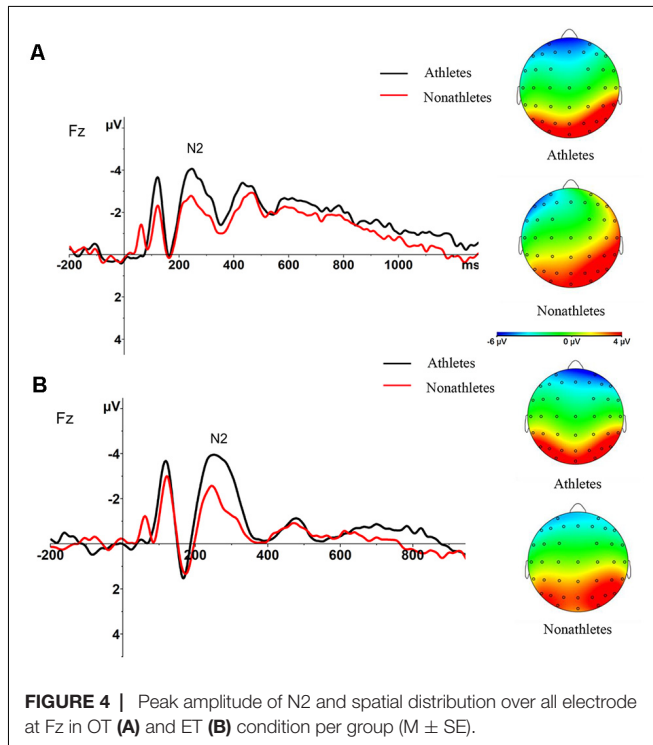 A
Athletes
Nonathletes
Fz
µV
N2
-4
-2
-200
200
400
600
800
1000
ms
2
4
Athletes
Nonathletes
-6 µV
0 µV
4 µV
B
Athletes
Nonathletes
Fz
µV
N2
-4
-2
-200
200
400
600
800
2
4
Athletes
Nonathletes
FIGURE 4 | Peak amplitude of N2 and spatial distribution over all electrode
at Fz in OT (A) and ET (B) condition per group (M ± SE).